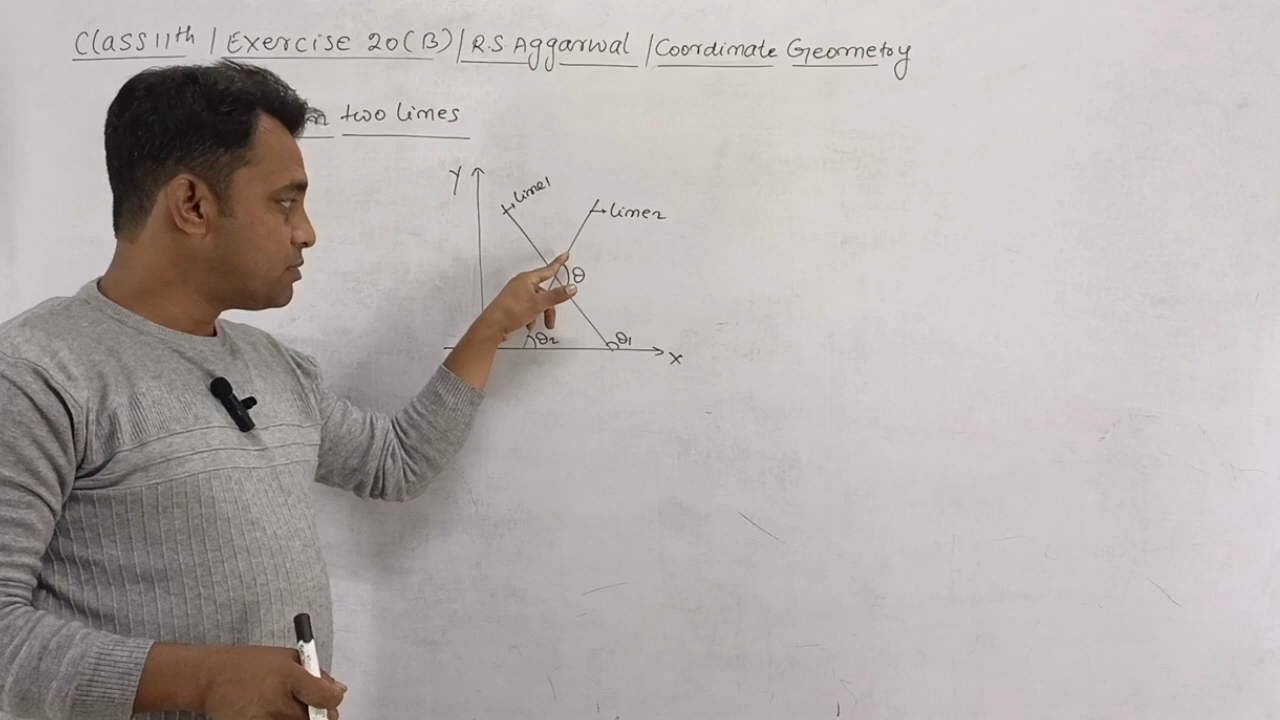 Class 11th / Exercise 20(B) / R.S Aggarwal / Coordinate Geometry
two lines
Y
line1
line2
θ
θ2
θ1
X